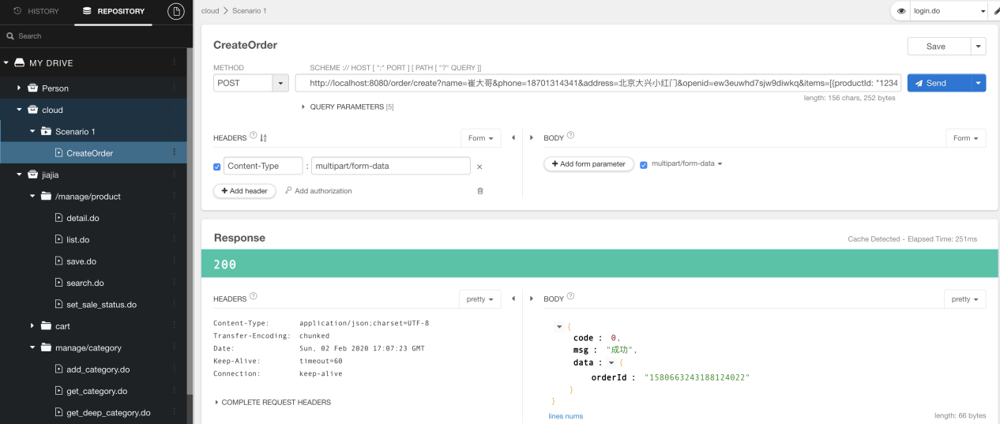 HISTORY REPOSITORY
Search
MY DRIVE
Person
cloud
Scenario 1
CreateOrder
jiajia
/manage/product
detail.do
list.do
save.do
search.do
set_sale_status.do
cart
manage/category
add_category.do
get_category.do
get_deep_category.do
cloud > Scenario 1
login.do
CreateOrder
Save
METHOD SCHEME :// HOST [ ":" PORT ] [ PATH [ "?" QUERY ]]
POST http://localhost:8080/order/create?name=崔大哥&phone=18701314341&address=北京大兴小红门&openid=ew3euwhd7sjw9diwkq&items=[{productId: "1234 Send
length: 156 chars, 252 bytes
QUERY PARAMETERS [5]
HEADERS ? Form BODY ? Form
Content-Type : multipart/form-data ×
+ Add form parameter multipart/form-data
+ Add header Add authorization
Response
Cache Detected - Elapsed Time: 251ms
200
HEADERS ? pretty BODY ? pretty
Content-Type: application/json;charset=UTF-8
Transfer-Encoding: chunked
Date: Sun, 02 Feb 2020 17:07:23 GMT
Keep-Alive: timeout=60
Connection: keep-alive
COMPLETE REQUEST HEADERS
{
code : 0,
msg : "成功",
data : {
orderId : "1580663243188124022"
}
}
lines nums
length: 66 bytes